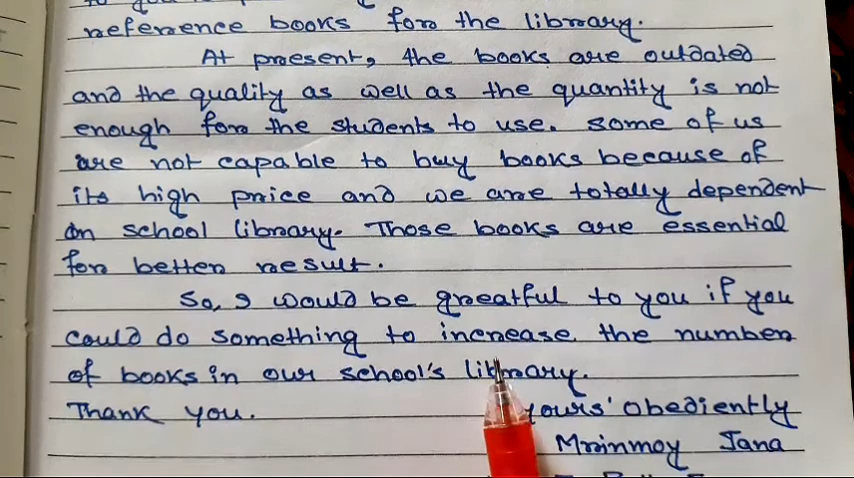 reference books for the library.
At present, the books are outdated
and the quality as well as the quantity is not
enough for the students to use. Some of us
are not capable to buy books because of
its high price and we are totally dependent
on school library. Those books are essential
for better result.
So, I would be greatful to you if you
could do something to increase the number
of books in our school's library.
Thank you. yours' obediently
Mrinmoy Jana